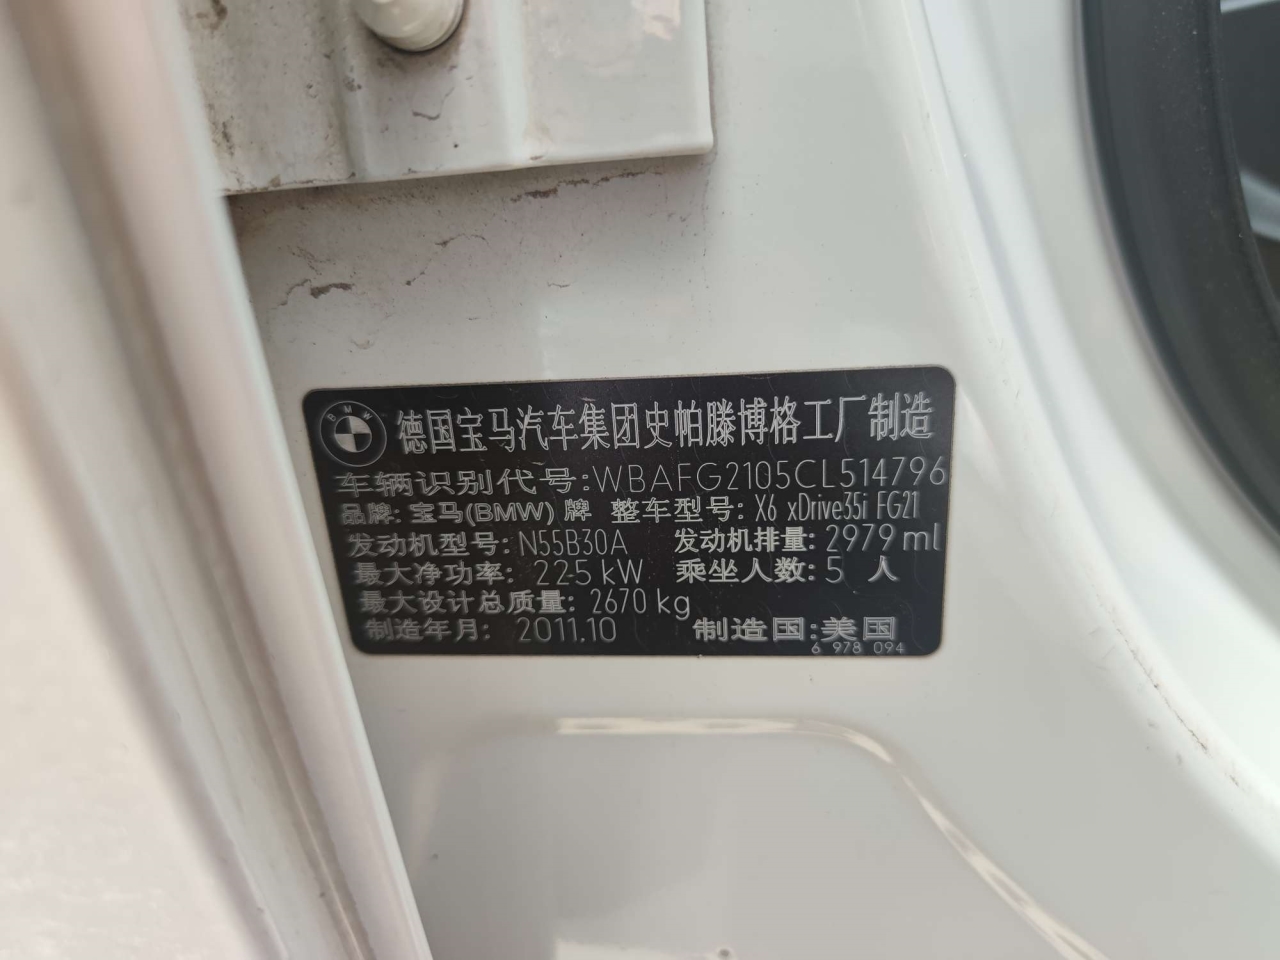 BMW 德国宝马汽车集团史帕滕博格工厂制造
车辆识别代号:WBAFG2105CL514796
品牌: 宝马(BMW) 牌 整车型号: X6 xDrive35i FG21
发动机型号: N55B30A 发动机排量: 2979 ml
最大净功率: 225 kW 乘坐人数: 5 人
最大设计总质量: 2670 kg
制造年月: 2011.10 制造国:美国
6 978 094